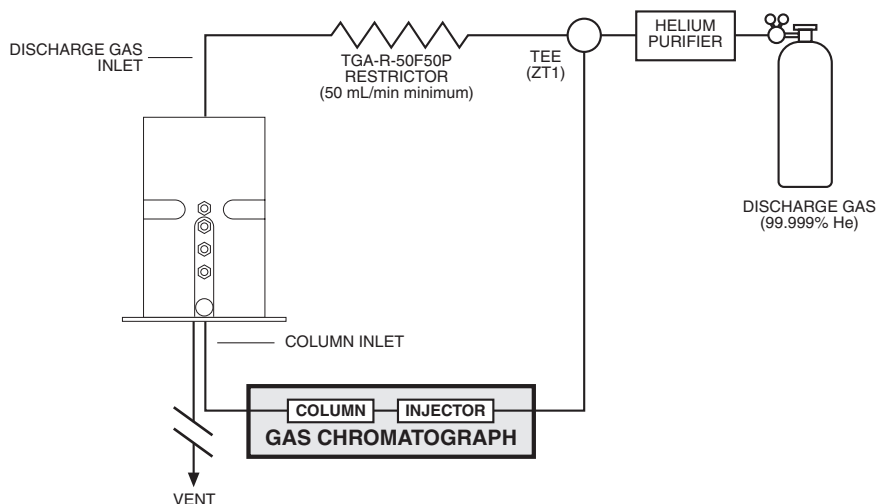 DISCHARGE GAS
INLET
TGA-R-50F50P
RESTRICTOR
(50 mL/min minimum)
TEE
(ZT1)
HELIUM
PURIFIER
DISCHARGE GAS
(99.999% He)
COLUMN INLET
COLUMN
INJECTOR
GAS CHROMATOGRAPH
VENT